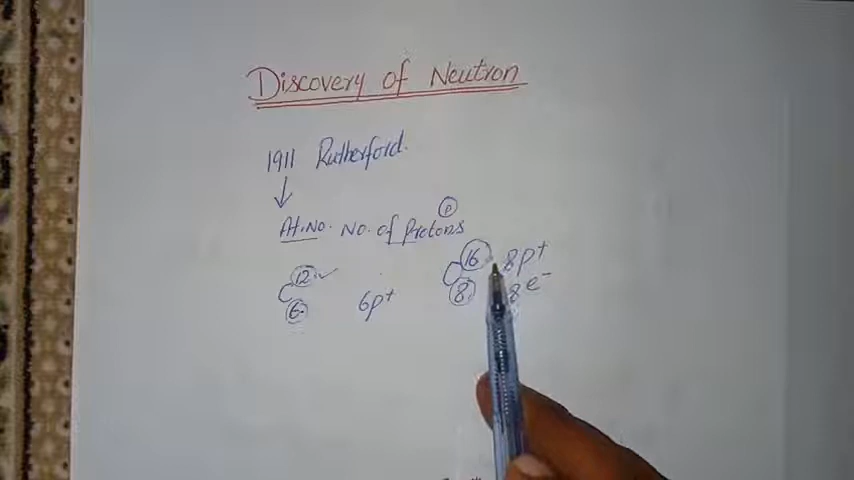 Discovery of Neutron
1911 Rutherford.
↓
At.No. No. of Protons (P)
C 12 6 ✓ 6p+ O 16 8 8p+
8e-